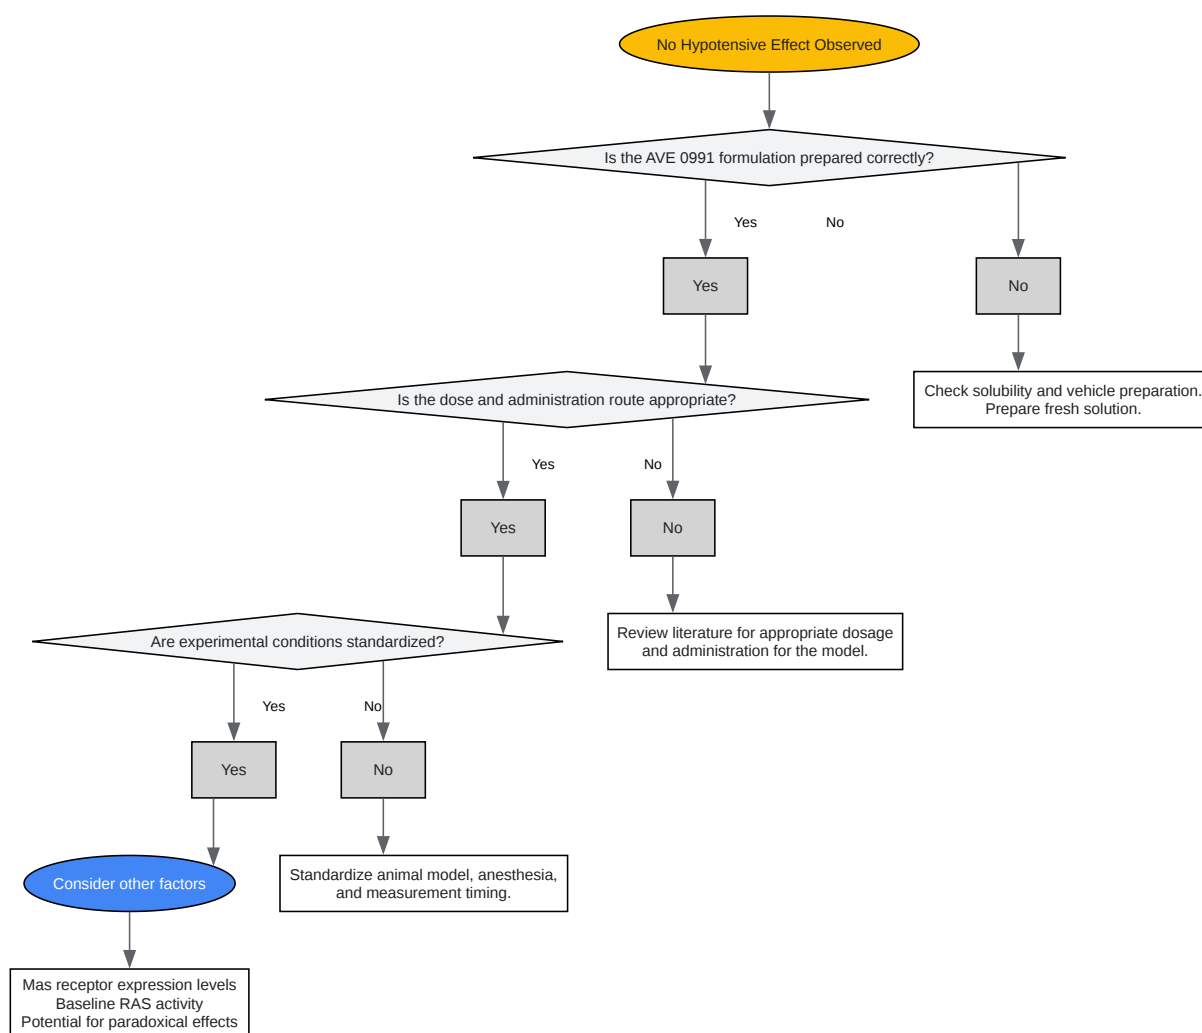 No Hypotensive Effect Observed
Is the AVE 0991 formulation prepared correctly?
Yes
No
Yes
No
Check solubility and vehicle preparation.
Prepare fresh solution.
Is the dose and administration route appropriate?
Yes
No
Yes
No
Review literature for appropriate dosage
and administration for the model.
Are experimental conditions standardized?
Yes
No
Yes
No
Standardize animal model, anesthesia,
and measurement timing.
Consider other factors
Mas receptor expression levels
Baseline RAS activity
Potential for paradoxical effects